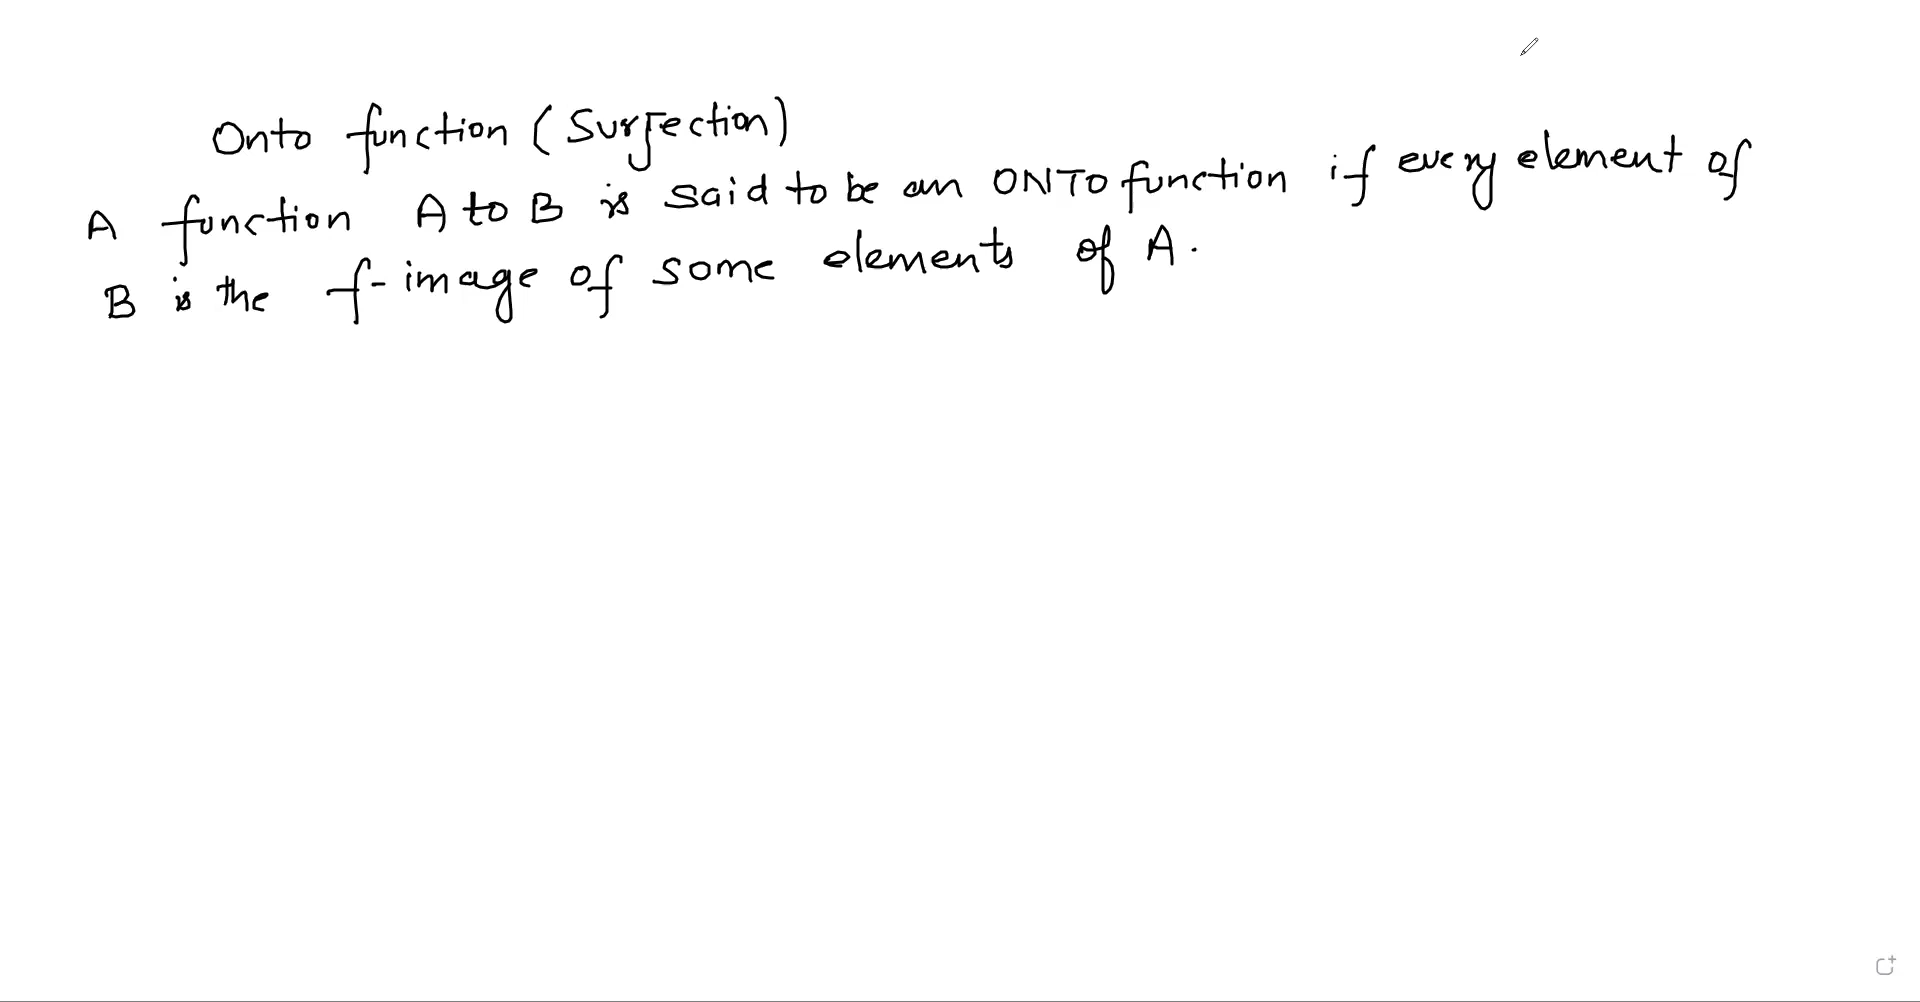 Onto function (Surjection)
A function A to B is said to be an ONTO function if every element of
B is the f-image of some elements of A.